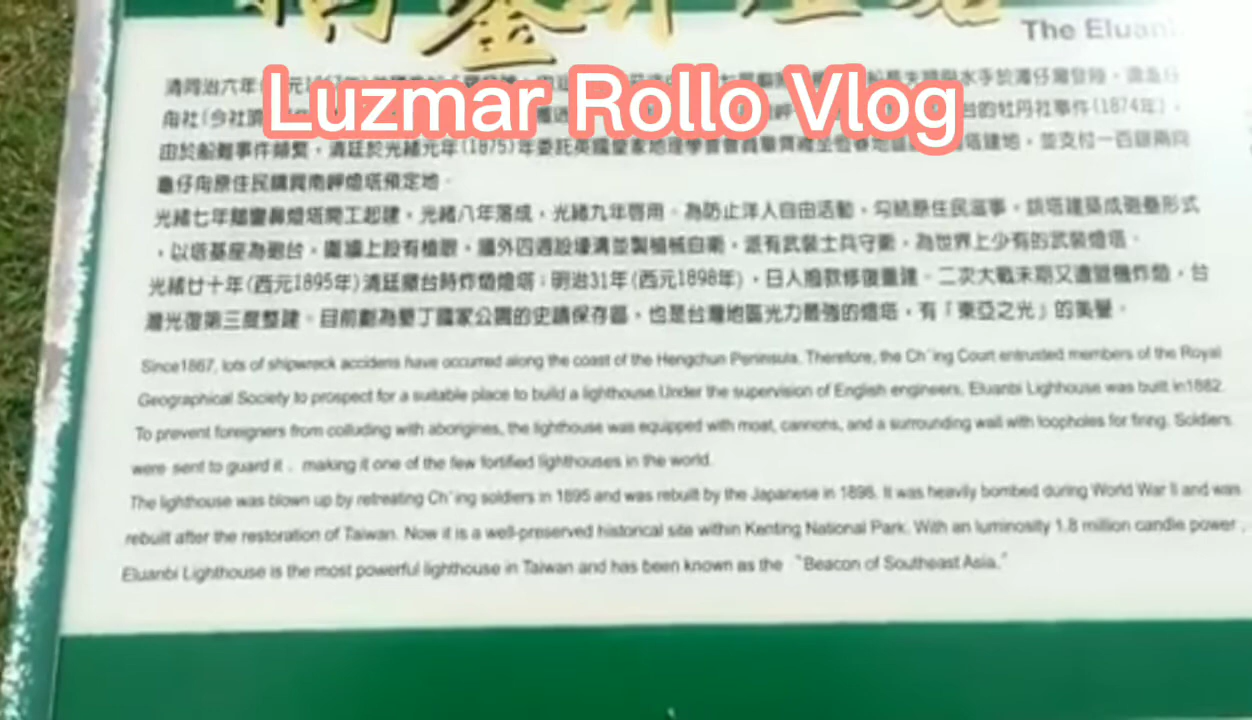 The Eluanbi
Luzmar Rollo Vlog
清同治六年
由於船難事件頻繁，清廷於光緒元年(1875)年委託英國皇家地理學會會員畢齊禮至恆春地區 塔建地，並支付一百銀兩向
龜仔甪原住民購買南岬燈塔預定地。
光緒七年鵝鑾鼻燈塔開工起建，光緒八年落成，光緒九年啓用。為防止洋人自由活動，勾結原住民滋事，該塔建築成砲壘形式
，以塔基座為砲台，圍牆上設有槍眼，牆外四週設壕溝並製槍械自衛，派有武裝士兵守衛，為世界上少有的武裝燈塔。
光緒廿十年(西元1895年)清廷撤台時炸燬燈塔；明治31年(西元1898年)，日人撥款修復重建。二次大戰末期又遭盟機炸燬，台
灣光復第三度整建。目前劃為墾丁國家公園的史蹟保存區，也是台灣地區光力最強的燈塔，有「東亞之光」的美譽。
Since1867, lots of shipwreck accidens have occurred along the coast of the Hengchun Peninsula. Therefore, the Ch'ing Court entrusted members of the Royal
Geographical Society to prospect for a suitable place to build a lighthouse.Under the supervision of English engineers, Eluanbi Lighhouse was built in1882.
To prevent foreigners from colluding with aborigines, the lighthouse was equipped with moat, cannons, and a surrounding wall with loopholes for firing. Soldiers
were sent to guard it , making it one of the few fortified lighthouses in the world.
The lighthouse was blown up by retreating Ch'ing soldiers in 1895 and was rebuilt by the Japanese in 1898. It was heavily bombed during World War II and was
rebuilt after the restoration of Taiwan. Now it is a well-preserved historical site within Kenting National Park. With an luminosity 1.8 million candle power ,
Eluanbi Lighthouse is the most powerful lighthouse in Taiwan and has been known as the "Beacon of Southeast Asia."